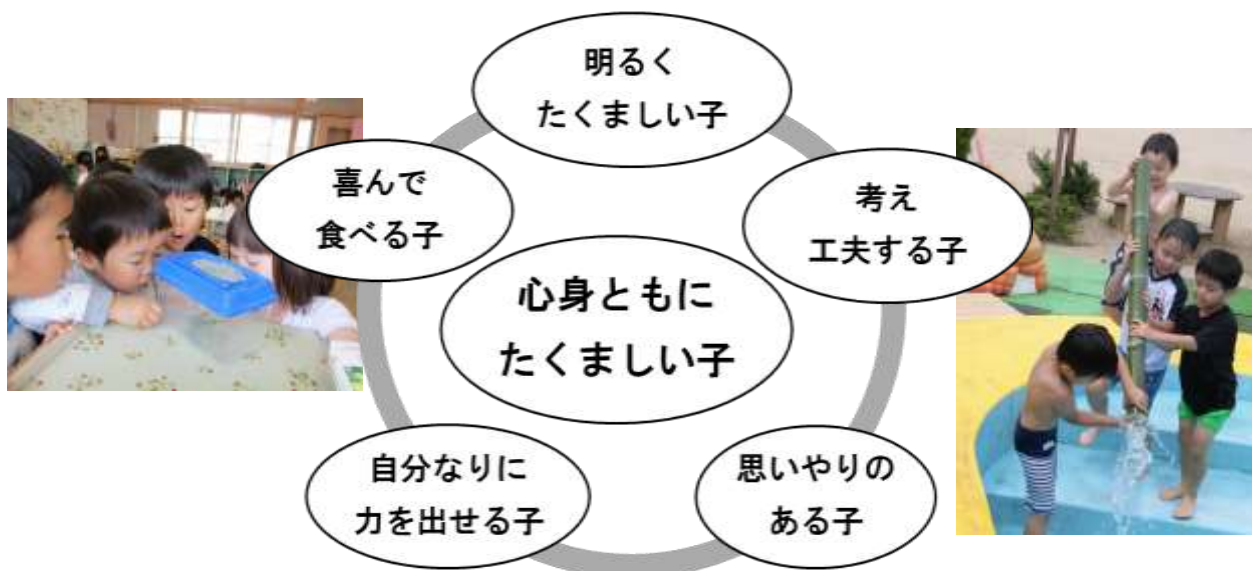 明るく
たくましい子
喜んで
食べる子
考え
工夫する子
心身ともに
たくましい子
自分なりに
力を出せる子
思いやりの
ある子